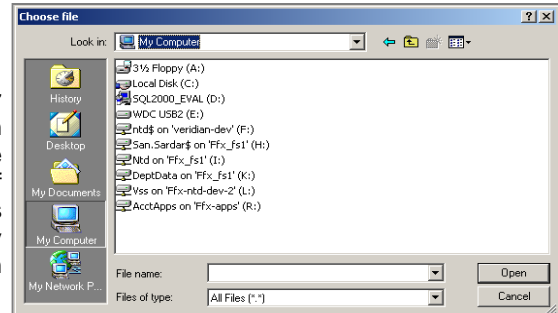 Choose file
Look in:
My Computer
History
Desktop
My Documents
My Computer
My Network P...
3½ Floppy (A:)
Local Disk (C:)
SQL2000_EVAL (D:)
WDC USB2 (E:)
ntd$ on 'veridian-dev' (F:)
San.Sardar$ on 'Ffx_fs1' (H:)
Ntd on 'Ffx_fs1' (I:)
DeptData on 'Ffx_fs1' (K:)
Vss on 'Ffx-ntd-dev-2' (L:)
AcctApps on 'Ffx-apps' (R:)
File name:
Open
Files of type:
All Files (*.*)
Cancel